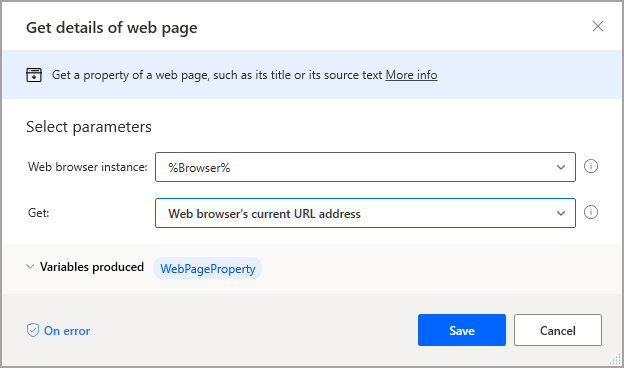 Get details of web page
Get a property of a web page, such as its title or its source text More info
Select parameters
Web browser instance: %Browser%
Get: Web browser's current URL address
Variables produced WebPageProperty
On error Save Cancel